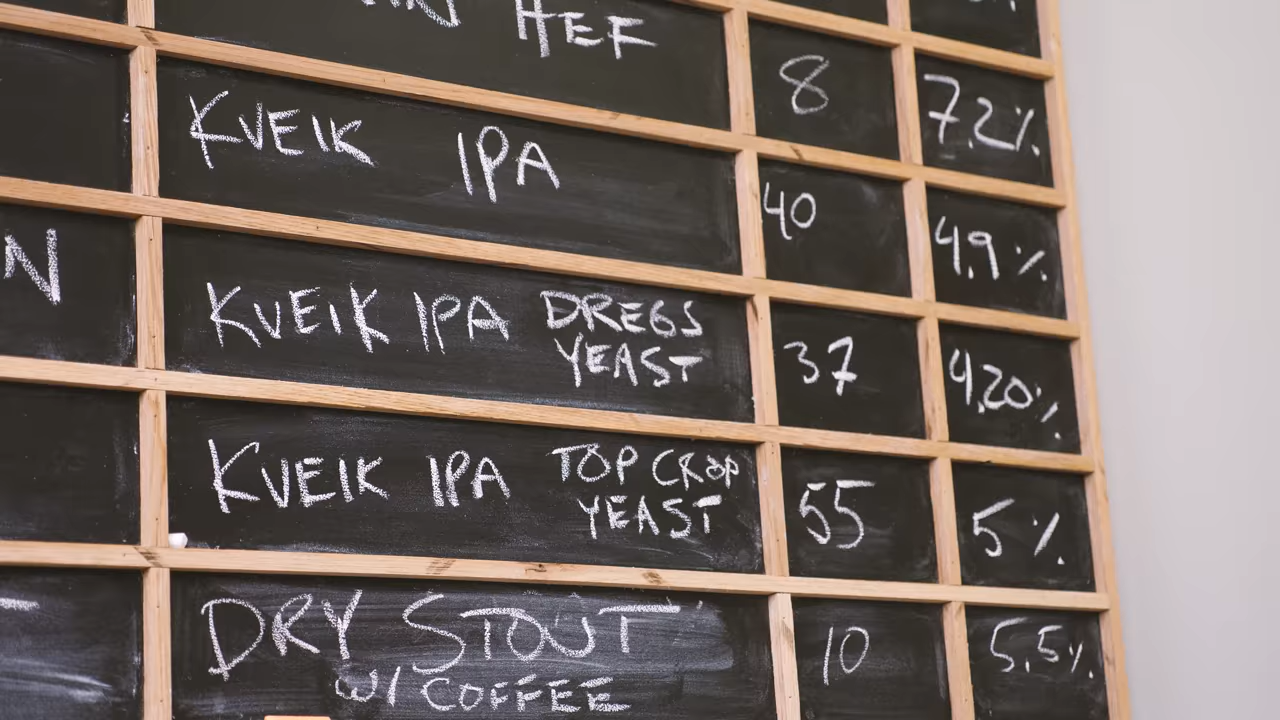 HEF
8
7.2%
KVEIK IPA
40
4.9%
N
KVEIK IPA DREGS
YEAST
37
4.20%
KVEIK IPA TOP CROP
YEAST
55
5%
DRY STOUT
W/ COFFEE
10
5.5%